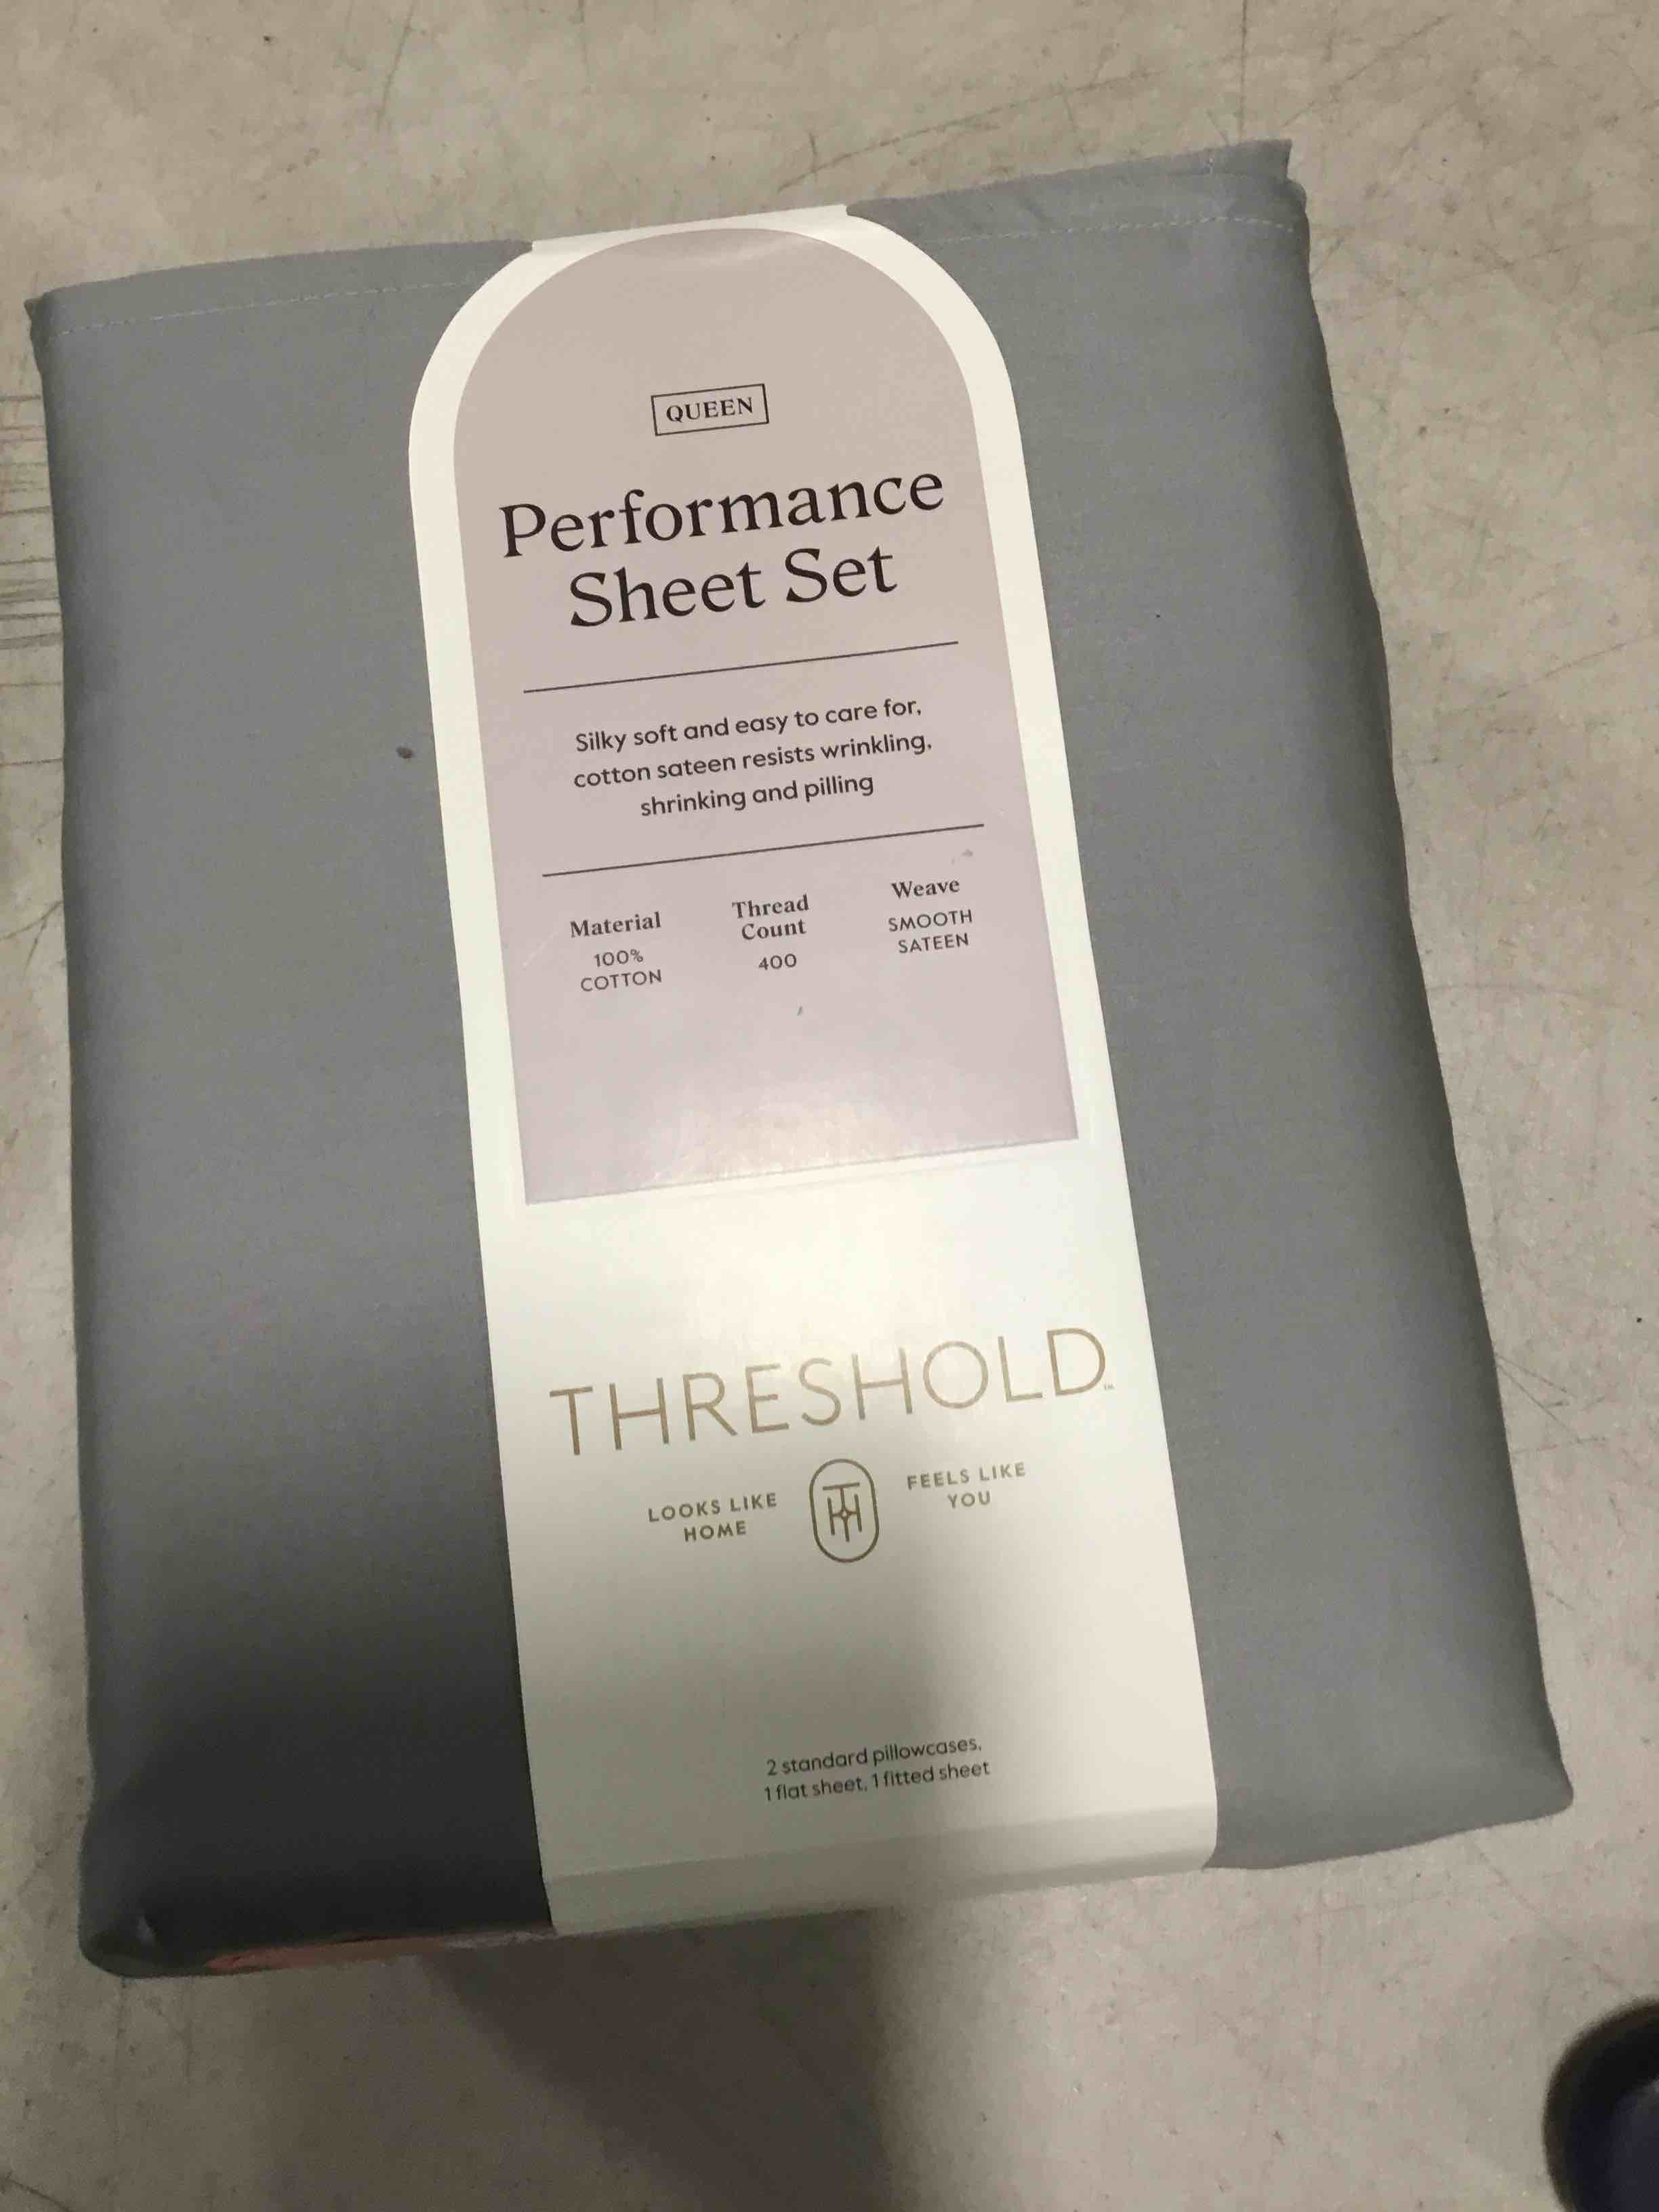 QUEEN
Performance
Sheet Set
Silky soft and easy to care for,
cotton sateen resists wrinkling,
shrinking and pilling
Material
100%
COTTON
Thread
Count
400
Weave
SMOOTH
SATEEN
THRESHOLD™
LOOKS LIKE
HOME
TH
FEELS LIKE
YOU
2 standard pillowcases,
1 flat sheet, 1 fitted sheet